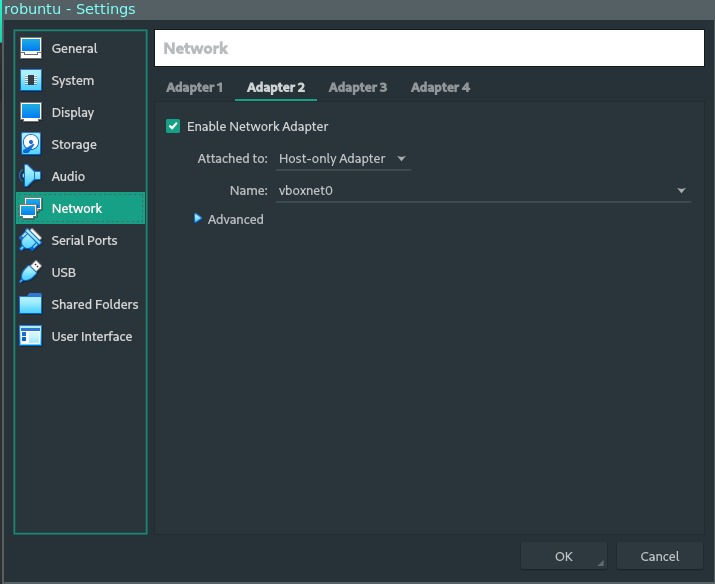 robuntu - Settings
General
System
Display
Storage
Audio
Network
Serial Ports
USB
Shared Folders
User Interface
Network
Adapter 1 Adapter 2 Adapter 3 Adapter 4
Enable Network Adapter
Attached to: Host-only Adapter
Name: vboxnet0
Advanced
OK Cancel